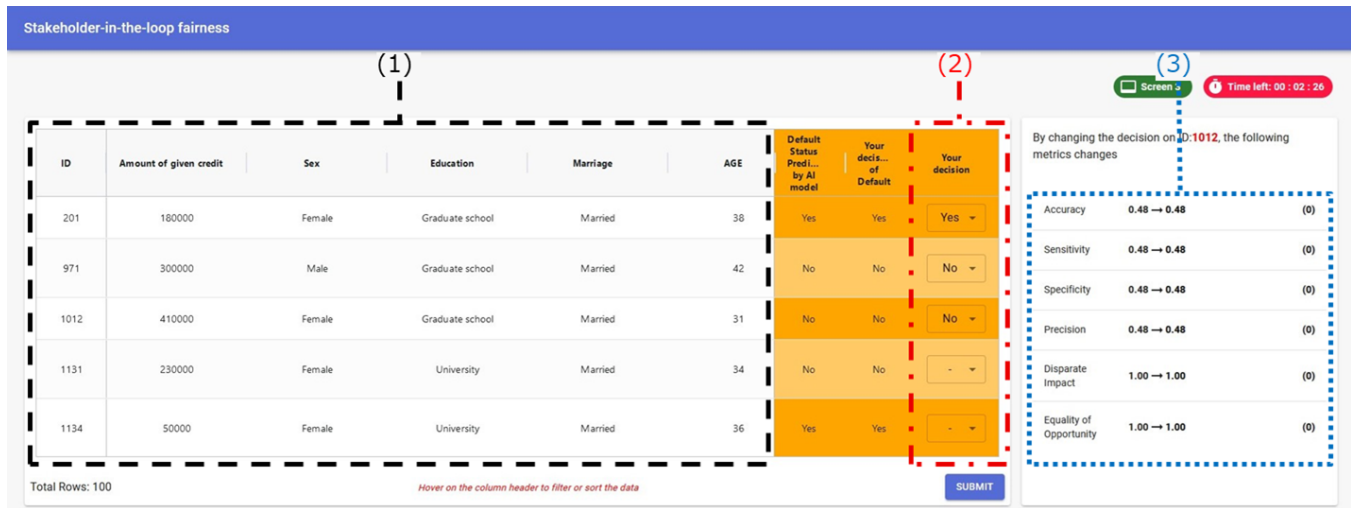 Stakeholder-in-the-loop fairness
(1)
(2)
(3)
Screen 3
Time left: 00 : 02 : 26
ID Amount of given credit Sex Education Marriage AGE Default Status Predi... by AI model Your decis... of Default Your decision
201 180000 Female Graduate school Married 38 Yes Yes Yes
971 300000 Male Graduate school Married 42 No No No
1012 410000 Female Graduate school Married 31 No No No
1131 230000 Female University Married 34 No No -
1134 50000 Female University Married 36 Yes Yes -
Total Rows: 100
Hover on the column header to filter or sort the data
SUBMIT
By changing the decision on ID:1012, the following
metrics changes
Accuracy 0.48 → 0.48 (0)
Sensitivity 0.48 → 0.48 (0)
Specificity 0.48 → 0.48 (0)
Precision 0.48 → 0.48 (0)
Disparate Impact 1.00 → 1.00 (0)
Equality of Opportunity 1.00 → 1.00 (0)